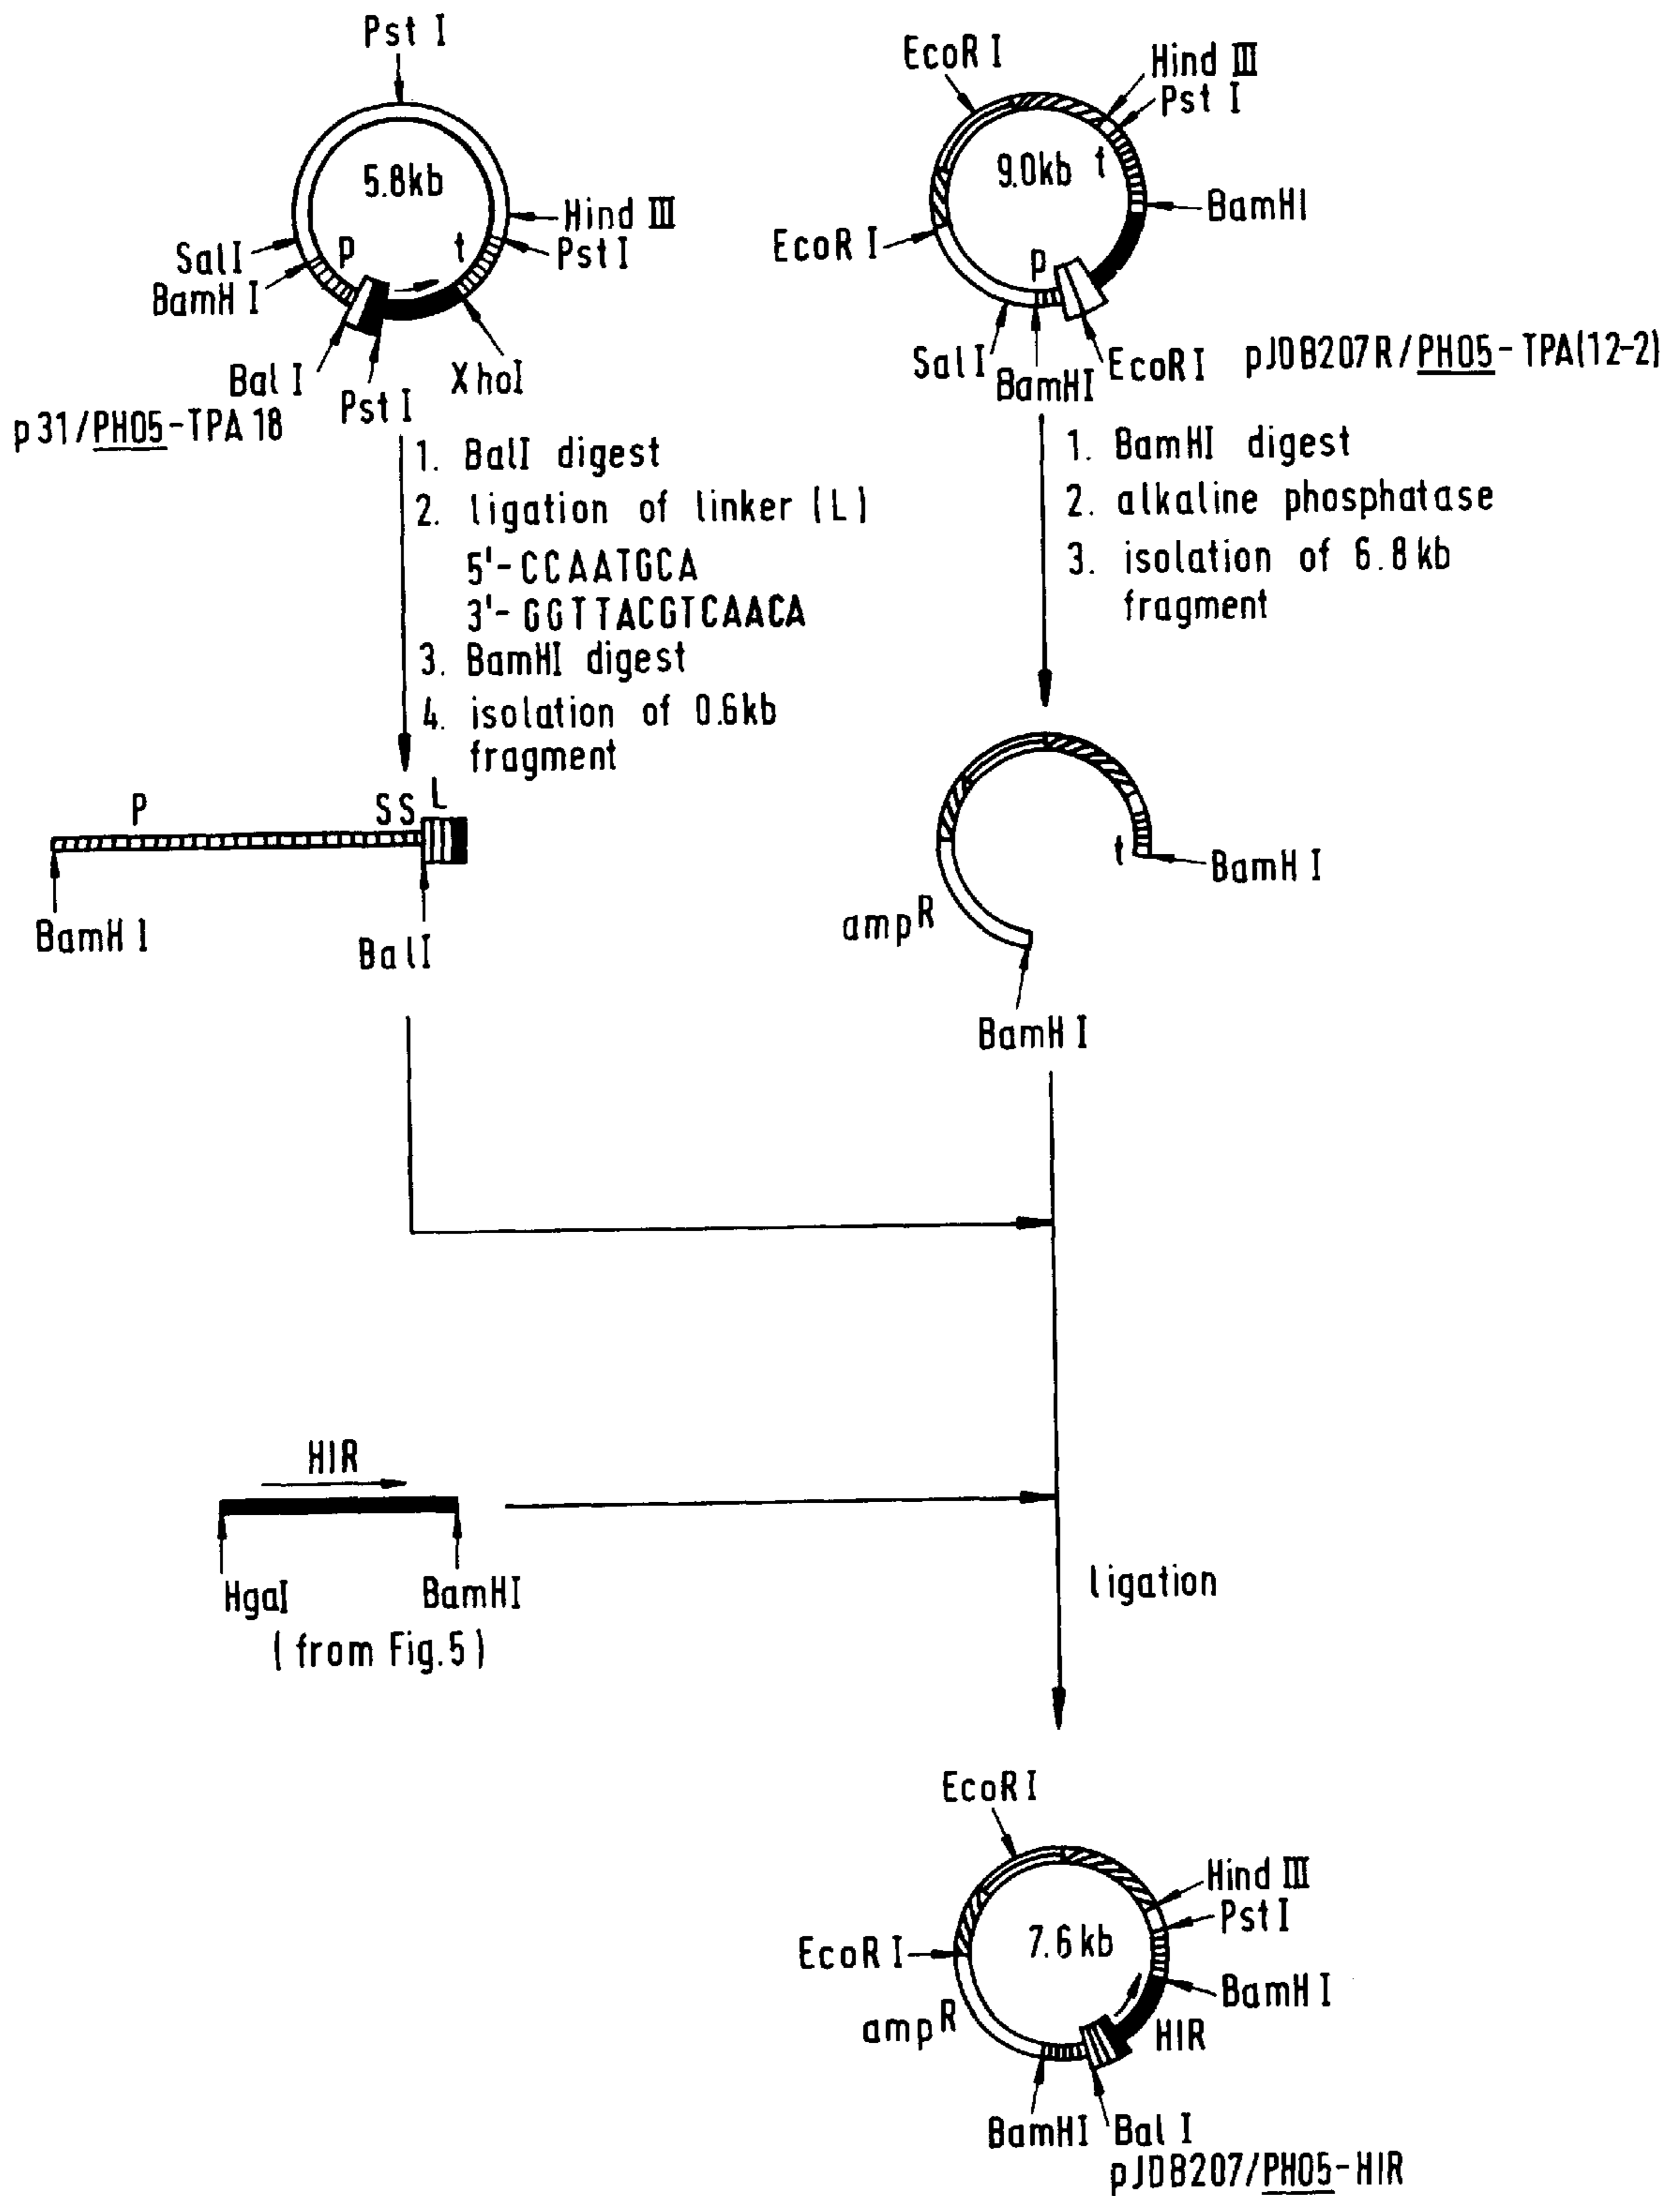 Pst I
5.8kb
Hind III
Pst I
Sal I
BamH I
p
t
Bal I
Pst I
XhoI
p31/PHO5-TPA18
EcoR I
Hind III
Pst I
9.0kb
t
BamHI
EcoR I
p
Sal I
BamHI
EcoR I
pJDB207R/PHO5-TPA(12-2)
1. BalI digest
2. ligation of linker (L)
5'-CCAATGCA
3'-GGTTACGTCAACA
3. BamHI digest
4. isolation of 0.6kb
fragment
1. BamHI digest
2. alkaline phosphatase
3. isolation of 6.8kb
fragment
P
SS
L
BamH I
BalI
t
BamH I
ampR
BamH I
HIR
HgaI
BamHI
(from Fig.5)
ligation
EcoR I
Hind III
Pst I
7.6kb
EcoR I
BamH I
ampR
HIR
BamHI
Bal I
pJDB207/PHO5-HIR